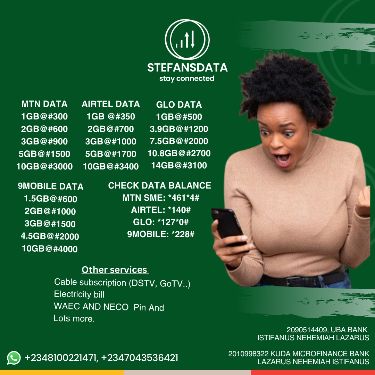 STEFANSDATA
stay connected
MTN DATA
1GB@#300
2GB@#600
3GB@#900
5GB@#1500
10GB@#3000
AIRTEL DATA
1GB @#350
2GB@#700
3GB@#1000
5GB@#1700
10GB@#3400
GLO DATA
1GB@#500
3.9GB@#1200
7.5GB@#2000
10.8GB@#2700
14GB@#3100
9MOBILE DATA
1.5GB@#600
2GB@#1000
3GB@#1500
4.5GB@#2000
10GB@#4000
CHECK DATA BALANCE
MTN SME: *461*4#
AIRTEL: *140#
GLO: *127*0#
9MOBILE: *228#
Other services
Cable subscription (DSTV, GoTV..)
Electricity bill
WAEC AND NECO Pin And
Lots more.
2090514409, UBA BANK
ISTIFANUS NEHEMIAH LAZARUS
2010998322 KUDA MICROFINANCE BANK
LAZARUS NEHEMIAH ISTIFANUS
+2348100221471, +2347043536421